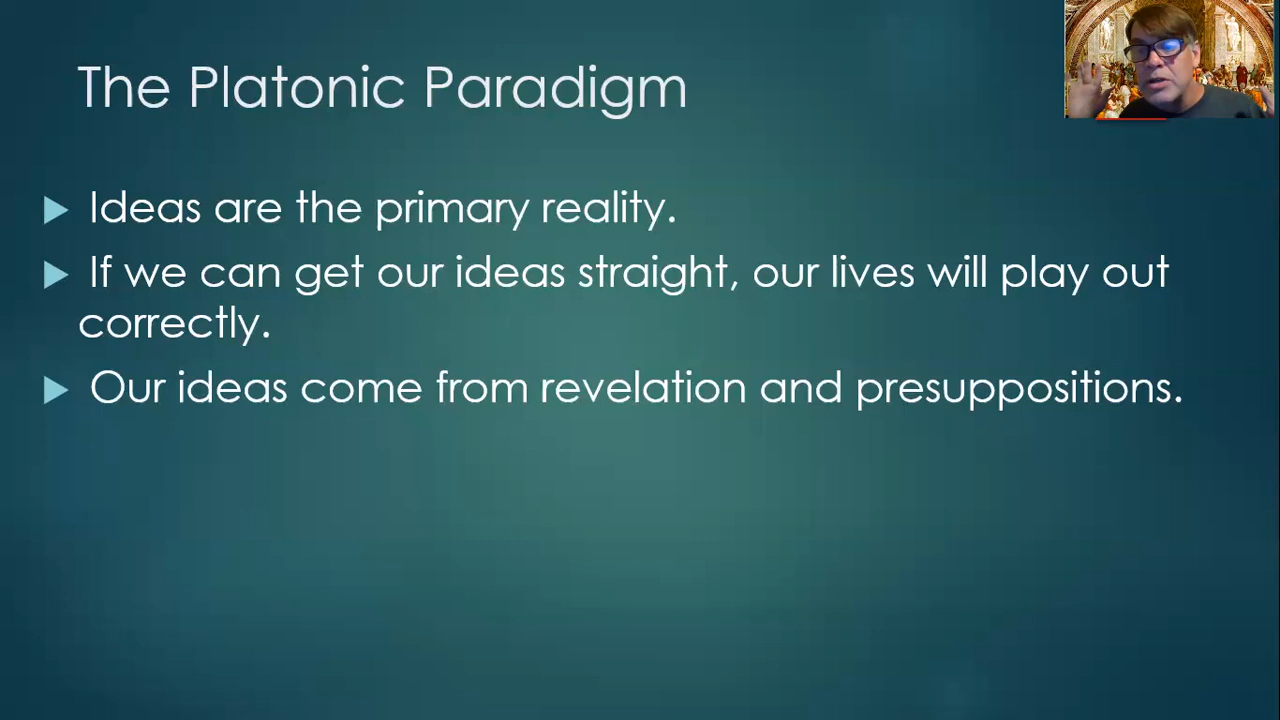 The Platonic Paradigm
Ideas are the primary reality.
If we can get our ideas straight, our lives will play out
correctly.
Our ideas come from revelation and presuppositions.